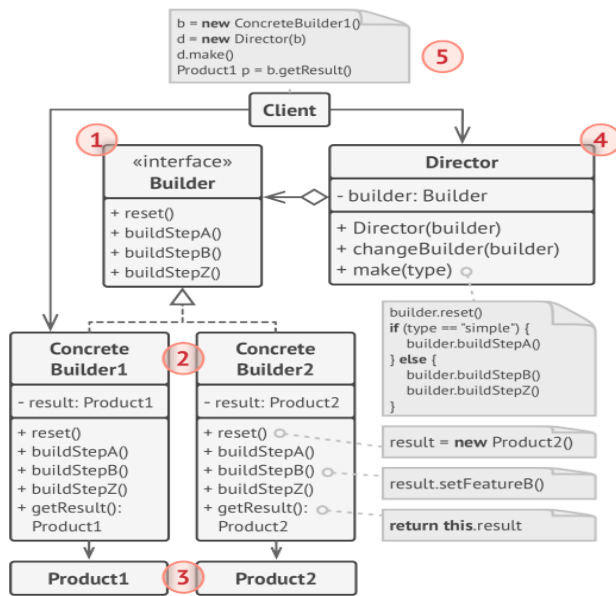 b = new ConcreteBuilder1()
d = new Director(b)
d.make()
Product1 p = b.getResult()
5
Client
1
«interface»
Builder
+ reset()
+ buildStepA()
+ buildStepB()
+ buildStepZ()
4
Director
- builder: Builder
+ Director(builder)
+ changeBuilder(builder)
+ make(type)
builder.reset()
if (type == "simple") {
builder.buildStepA()
} else {
builder.buildStepB()
builder.buildStepZ()
}
2
Concrete
Builder1
- result: Product1
+ reset()
+ buildStepA()
+ buildStepB()
+ buildStepZ()
+ getResult():
Product1
Concrete
Builder2
- result: Product2
+ reset()
+ buildStepA()
+ buildStepB()
+ buildStepZ()
+ getResult():
Product2
result = new Product2()
result.setFeatureB()
return this.result
Product1
3
Product2